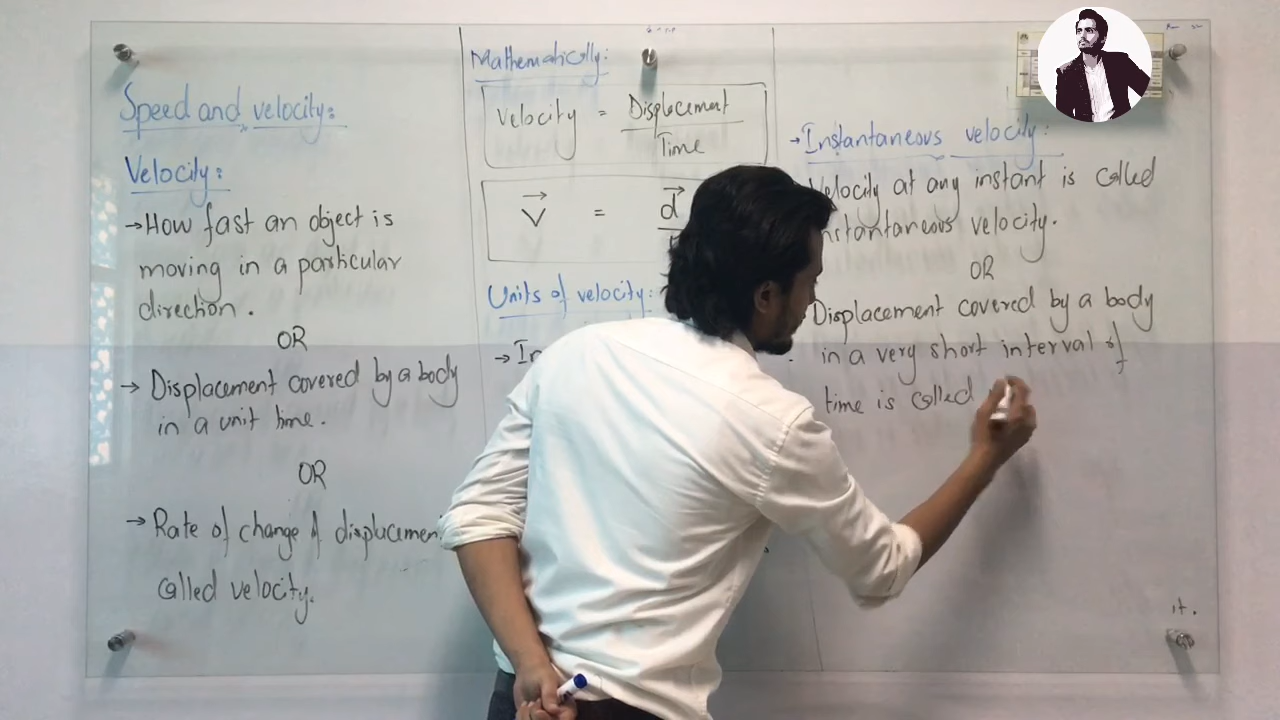 Speed and velocity:
Velocity:
→ How fast an object is
moving in a particular
direction.
OR
→ Displacement covered by a body
in a unit time.
OR
→ Rate of change of displacemen
called velocity.
Mathematically:
Velocity = Displacement
Time
V = d
Units of velocity:
→ In
→ Instantaneous velocity:
Velocity at any instant is called
nstantaneous velocity.
OR
Displacement covered by a body
in a very short interval of
time is called
it.